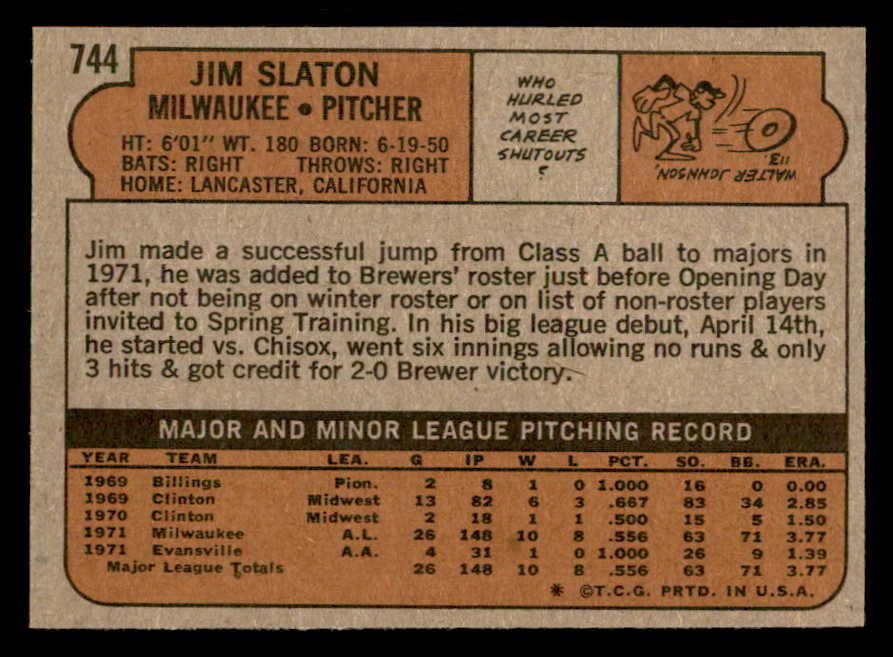 744
JIM SLATON
MILWAUKEE • PITCHER
HT: 6'01" WT. 180 BORN: 6-19-50
BATS: RIGHT THROWS: RIGHT
HOME: LANCASTER, CALIFORNIA
WHO
HURLED
MOST
CAREER
SHUTOUTS
?
WALTER JOHNSON,
113.
Jim made a successful jump from Class A ball to majors in
1971, he was added to Brewers' roster just before Opening Day
after not being on winter roster or on list of non-roster players
invited to Spring Training. In his big league debut, April 14th,
he started vs. Chisox, went six innings allowing no runs & only
3 hits & got credit for 2-0 Brewer victory.
MAJOR AND MINOR LEAGUE PITCHING RECORD
YEAR TEAM LEA. G IP W L PCT. SO. BB. ERA.
1969 Billings Pion. 2 8 1 0 1.000 16 0 0.00
1969 Clinton Midwest 13 82 6 3 .667 83 34 2.85
1970 Clinton Midwest 2 18 1 1 .500 15 5 1.50
1971 Milwaukee A.L. 26 148 10 8 .556 63 71 3.77
1971 Evansville A.A. 4 31 1 0 1.000 26 9 1.39
Major League Totals 26 148 10 8 .556 63 71 3.77
* ©T.C.G. PRTD. IN U.S.A.